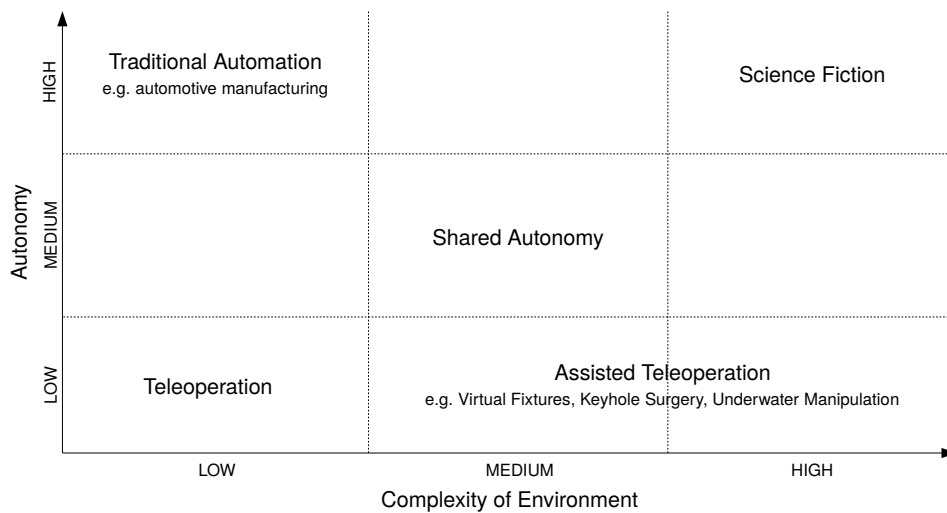 Traditional Automation
e.g. automotive manufacturing
Science Fiction
HIGH
Autonomy
MEDIUM
Shared Autonomy
LOW
Teleoperation
Assisted Teleoperation
e.g. Virtual Fixtures, Keyhole Surgery, Underwater Manipulation
LOW
MEDIUM
HIGH
Complexity of Environment